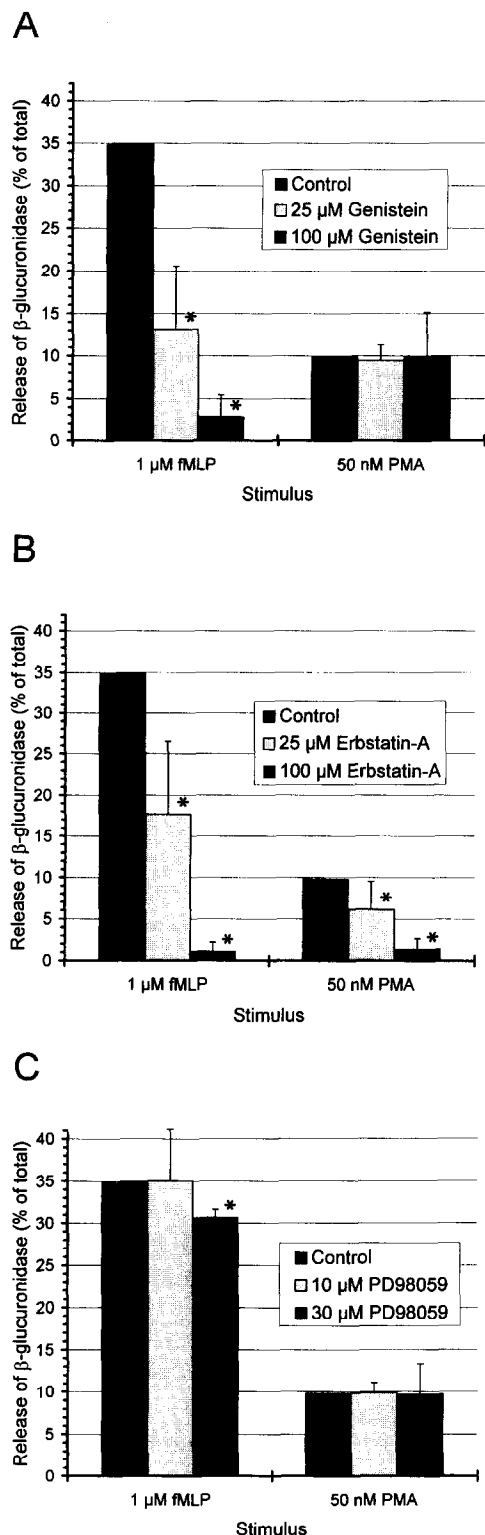 A
Release of β-glucuronidase (% of total)
40
35
30
25
20
15
10
5
0
Control
25 µM Genistein
100 µM Genistein
*
*
1 µM fMLP
50 nM PMA
Stimulus
B
Release of β-glucuronidase (% of total)
40
35
30
25
20
15
10
5
0
Control
25 µM Erbstatin-A
100 µM Erbstatin-A
*
*
*
*
1 µM fMLP
50 nM PMA
Stimulus
C
Release of β-glucuronidase (% of total)
40
35
30
25
20
15
10
5
0
*
Control
10 µM PD98059
30 µM PD98059
1 µM fMLP
50 nM PMA
Stimulus